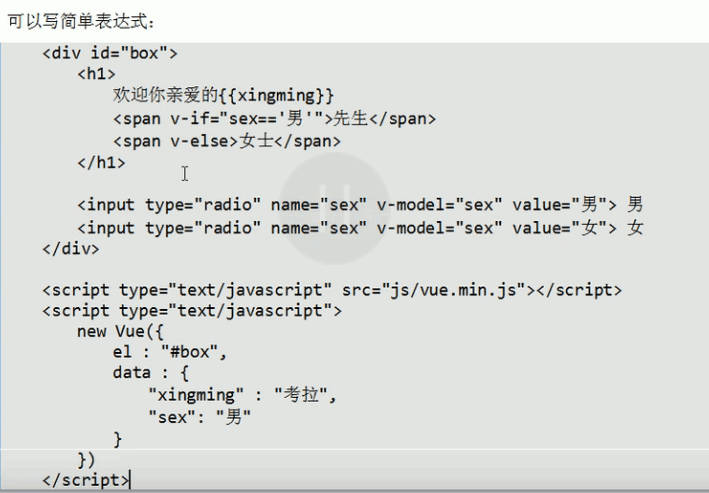 可以写简单表达式:
<div id="box">
<h1>
欢迎你亲爱的{{xingming}}
<span v-if="sex=='男'">先生</span>
<span v-else>女士</span>
</h1>
<input type="radio" name="sex" v-model="sex" value="男"> 男
<input type="radio" name="sex" v-model="sex" value="女"> 女
</div>
<script type="text/javascript" src="js/vue.min.js"></script>
<script type="text/javascript">
new Vue({
el : "#box",
data : {
"xingming" : "考拉",
"sex": "男"
}
})
</script>